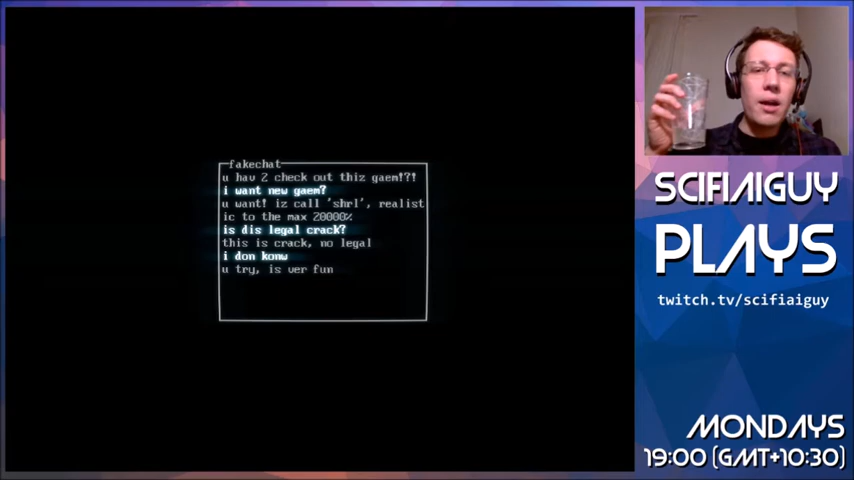 fakechat
u hav 2 check out thiz gaem!?!
i want new gaem?
u want! iz call 'shrl', realist
ic to the max 20000%
is dis legal crack?
this is crack, no legal
i don konw
u try, is ver fun
SCIFIAIGUY
PLAYS
twitch.tv/scifiaiguy
MONDAYS
19:00 (GMT+10:30)